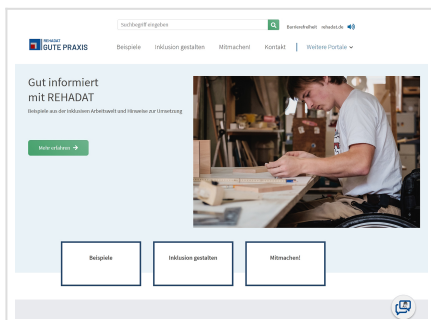 Suchbegriff eingeben
Barrierefreiheit rehadat.de
REHADAT
GUTE PRAXIS
Beispiele Inklusion gestalten Mitmachen! Kontakt Weitere Portale
Gut informiert
mit REHADAT
Beispiele aus der inklusiven Arbeitswelt und Hinweise zur Umsetzung
Mehr erfahren
Beispiele Inklusion gestalten Mitmachen!